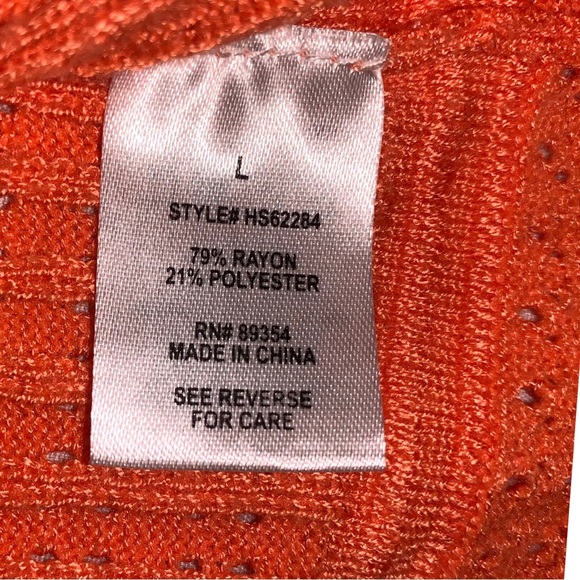 L
STYLE# HS62284
79% RAYON
21% POLYESTER
RN# 89354
MADE IN CHINA
SEE REVERSE
FOR CARE